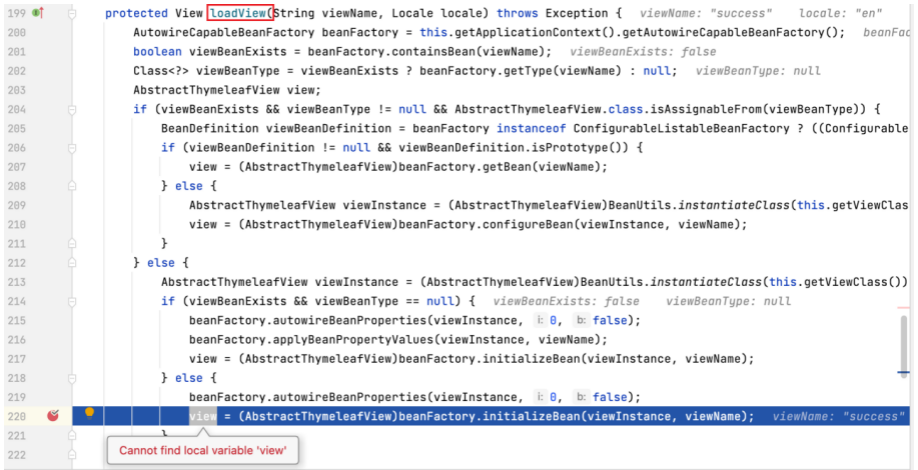 199 protected View loadView(String viewName, Locale locale) throws Exception { viewName: "success" locale: "en"
200 AutowireCapableBeanFactory beanFactory = this.getApplicationContext().getAutowireCapableBeanFactory(); beanFac
201 boolean viewBeanExists = beanFactory.containsBean(viewName); viewBeanExists: false
202 Class<?> viewBeanType = viewBeanExists ? beanFactory.getType(viewName) : null; viewBeanType: null
203 AbstractThymeleafView view;
204 if (viewBeanExists && viewBeanType != null && AbstractThymeleafView.class.isAssignableFrom(viewBeanType)) {
205 BeanDefinition viewBeanDefinition = beanFactory instanceof ConfigurableListableBeanFactory ? ((Configurable
206 if (viewBeanDefinition != null && viewBeanDefinition.isPrototype()) {
207 view = (AbstractThymeleafView)beanFactory.getBean(viewName);
208 } else {
209 AbstractThymeleafView viewInstance = (AbstractThymeleafView)BeanUtils.instantiateClass(this.getViewClas
210 view = (AbstractThymeleafView)beanFactory.configureBean(viewInstance, viewName);
211 }
212 } else {
213 AbstractThymeleafView viewInstance = (AbstractThymeleafView)BeanUtils.instantiateClass(this.getViewClass())
214 if (viewBeanExists && viewBeanType == null) { viewBeanExists: false viewBeanType: null
215 beanFactory.autowireBeanProperties(viewInstance, i: 0, b: false);
216 beanFactory.applyBeanPropertyValues(viewInstance, viewName);
217 view = (AbstractThymeleafView)beanFactory.initializeBean(viewInstance, viewName);
218 } else {
219 beanFactory.autowireBeanProperties(viewInstance, i: 0, b: false);
220 view = (AbstractThymeleafView)beanFactory.initializeBean(viewInstance, viewName); viewName: "success"
221 }
Cannot find local variable 'view'
222